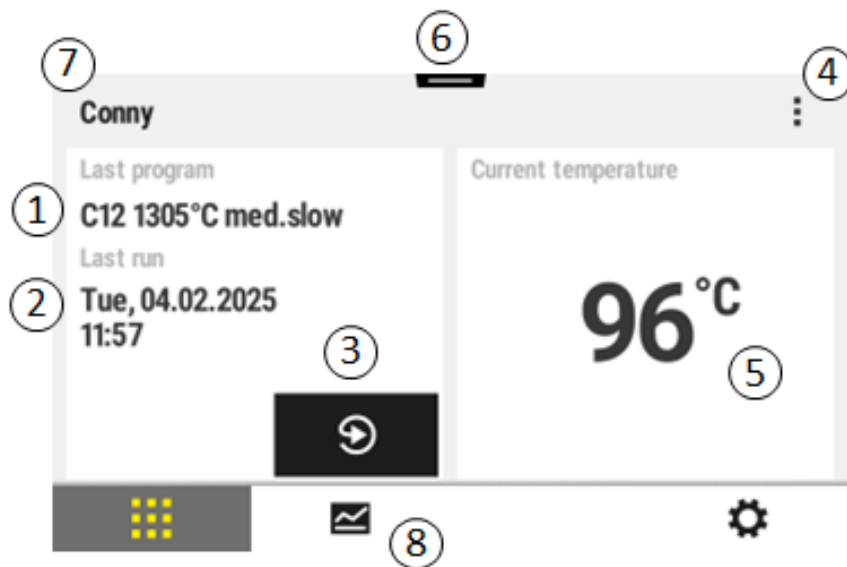 6
7
4
Conny
Last program
Current temperature
1
C12 1305°C med.slow
Last run
2
Tue, 04.02.2025
11:57
96 °C
3
5
8